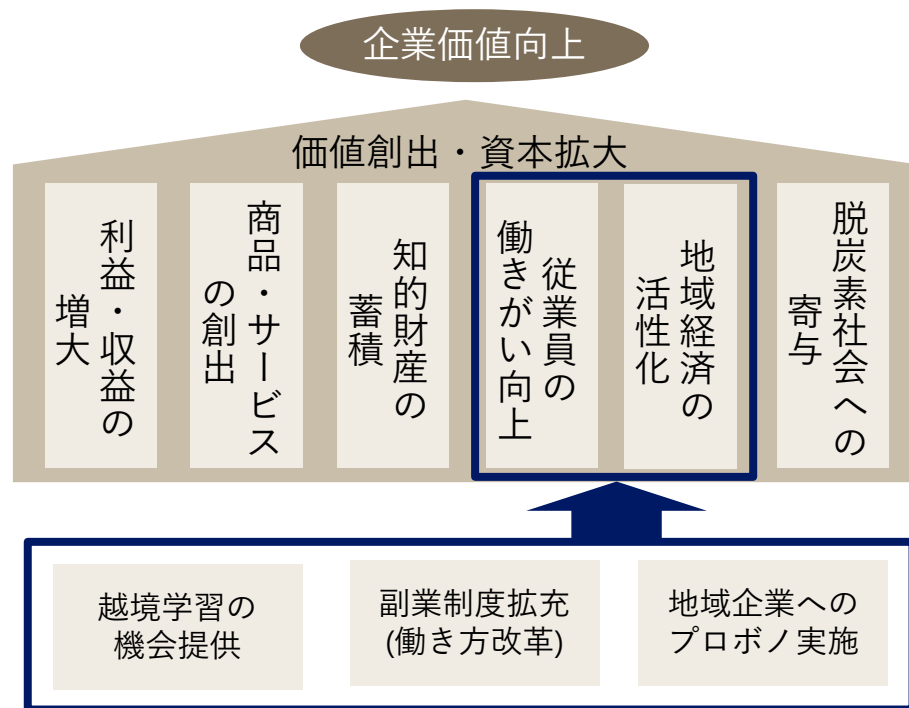 企業価値向上
価値創出・資本拡大
利益・収益の
増大
商品・サービス
の創出
知的財産の
蓄積
従業員の
働きがい向上
地域経済の
活性化
脱炭素社会への
寄与
越境学習の
機会提供
副業制度拡充
(働き方改革)
地域企業への
プロボノ実施